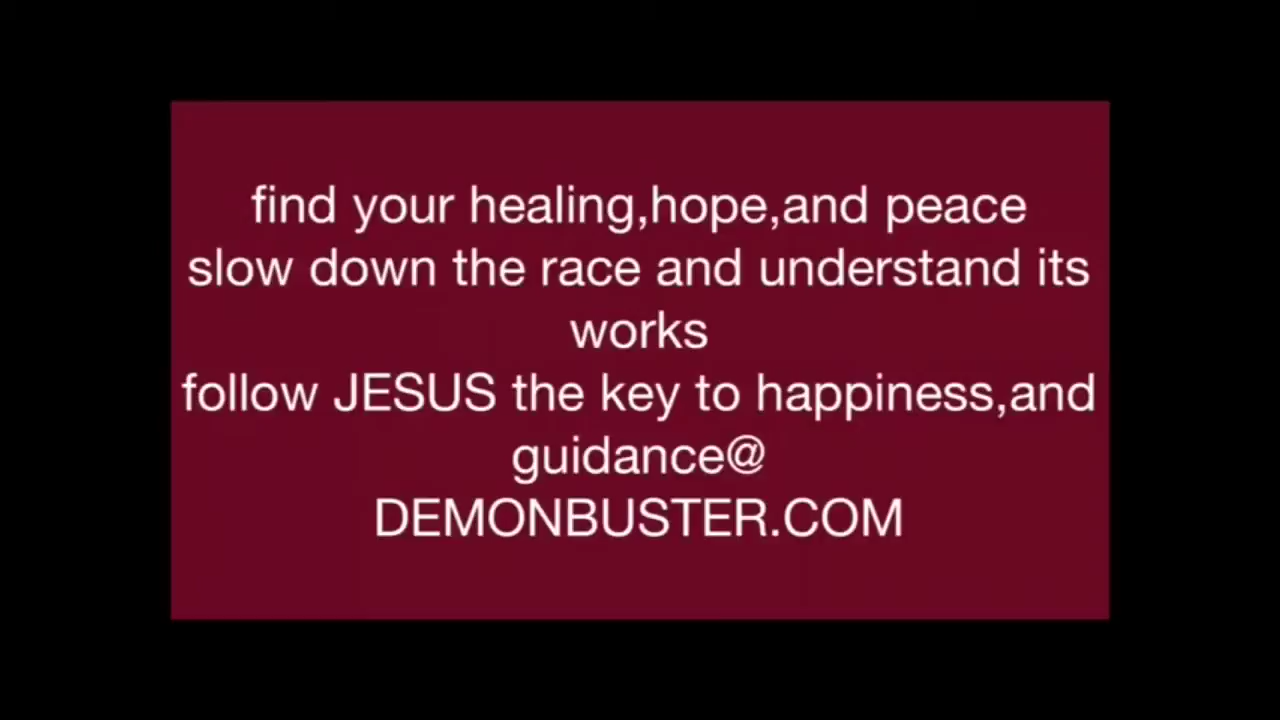 find your healing,hope,and peace
slow down the race and understand its
works
follow JESUS the key to happiness,and
guidance@
DEMONBUSTER.COM